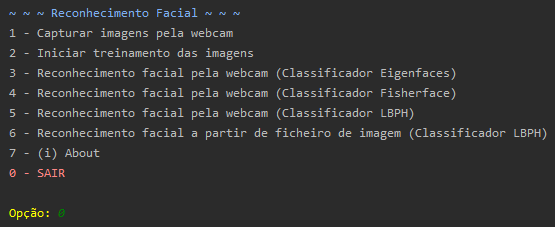 ~ ~ ~ Reconhecimento Facial ~ ~ ~
1 - Capturar imagens pela webcam
2 - Iniciar treinamento das imagens
3 - Reconhecimento facial pela webcam (Classificador Eigenfaces)
4 - Reconhecimento facial pela webcam (Classificador Fisherface)
5 - Reconhecimento facial pela webcam (Classificador LBPH)
6 - Reconhecimento facial a partir de ficheiro de imagem (Classificador LBPH)
7 - (i) About
0 - SAIR
Opção: 0